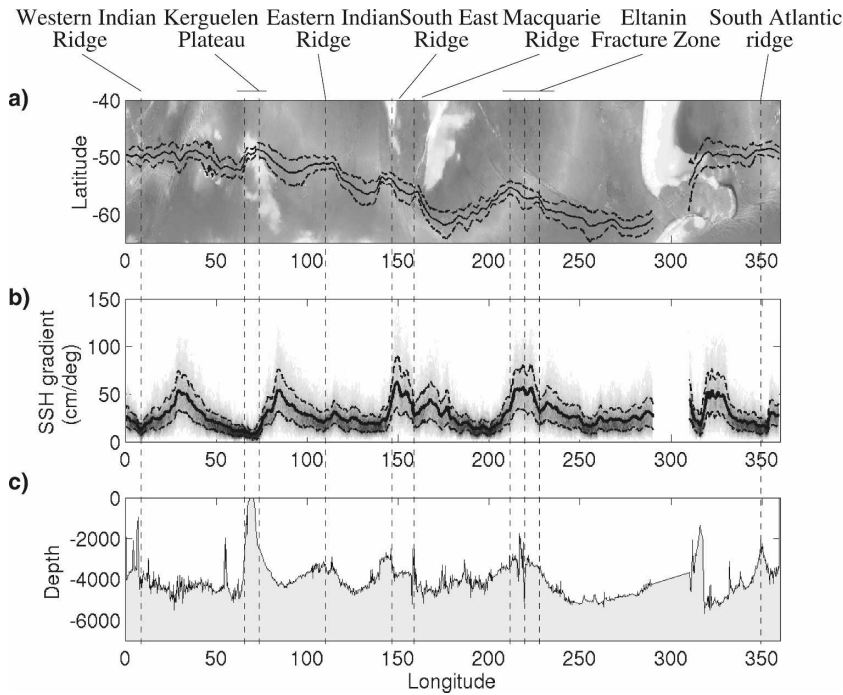 Western Indian Ridge
Kerguelen Plateau
Eastern Indian Ridge
South East Ridge
Macquarie Ridge
Eltanin Fracture Zone
South Atlantic ridge
a)
-40
-50
-60
Latitude
0 50 100 150 200 250 300 350
b)
150
100
50
0
SSH gradient
(cm/deg)
0 50 100 150 200 250 300 350
c)
0
-2000
-4000
-6000
Depth
0 50 100 150 200 250 300 350
Longitude